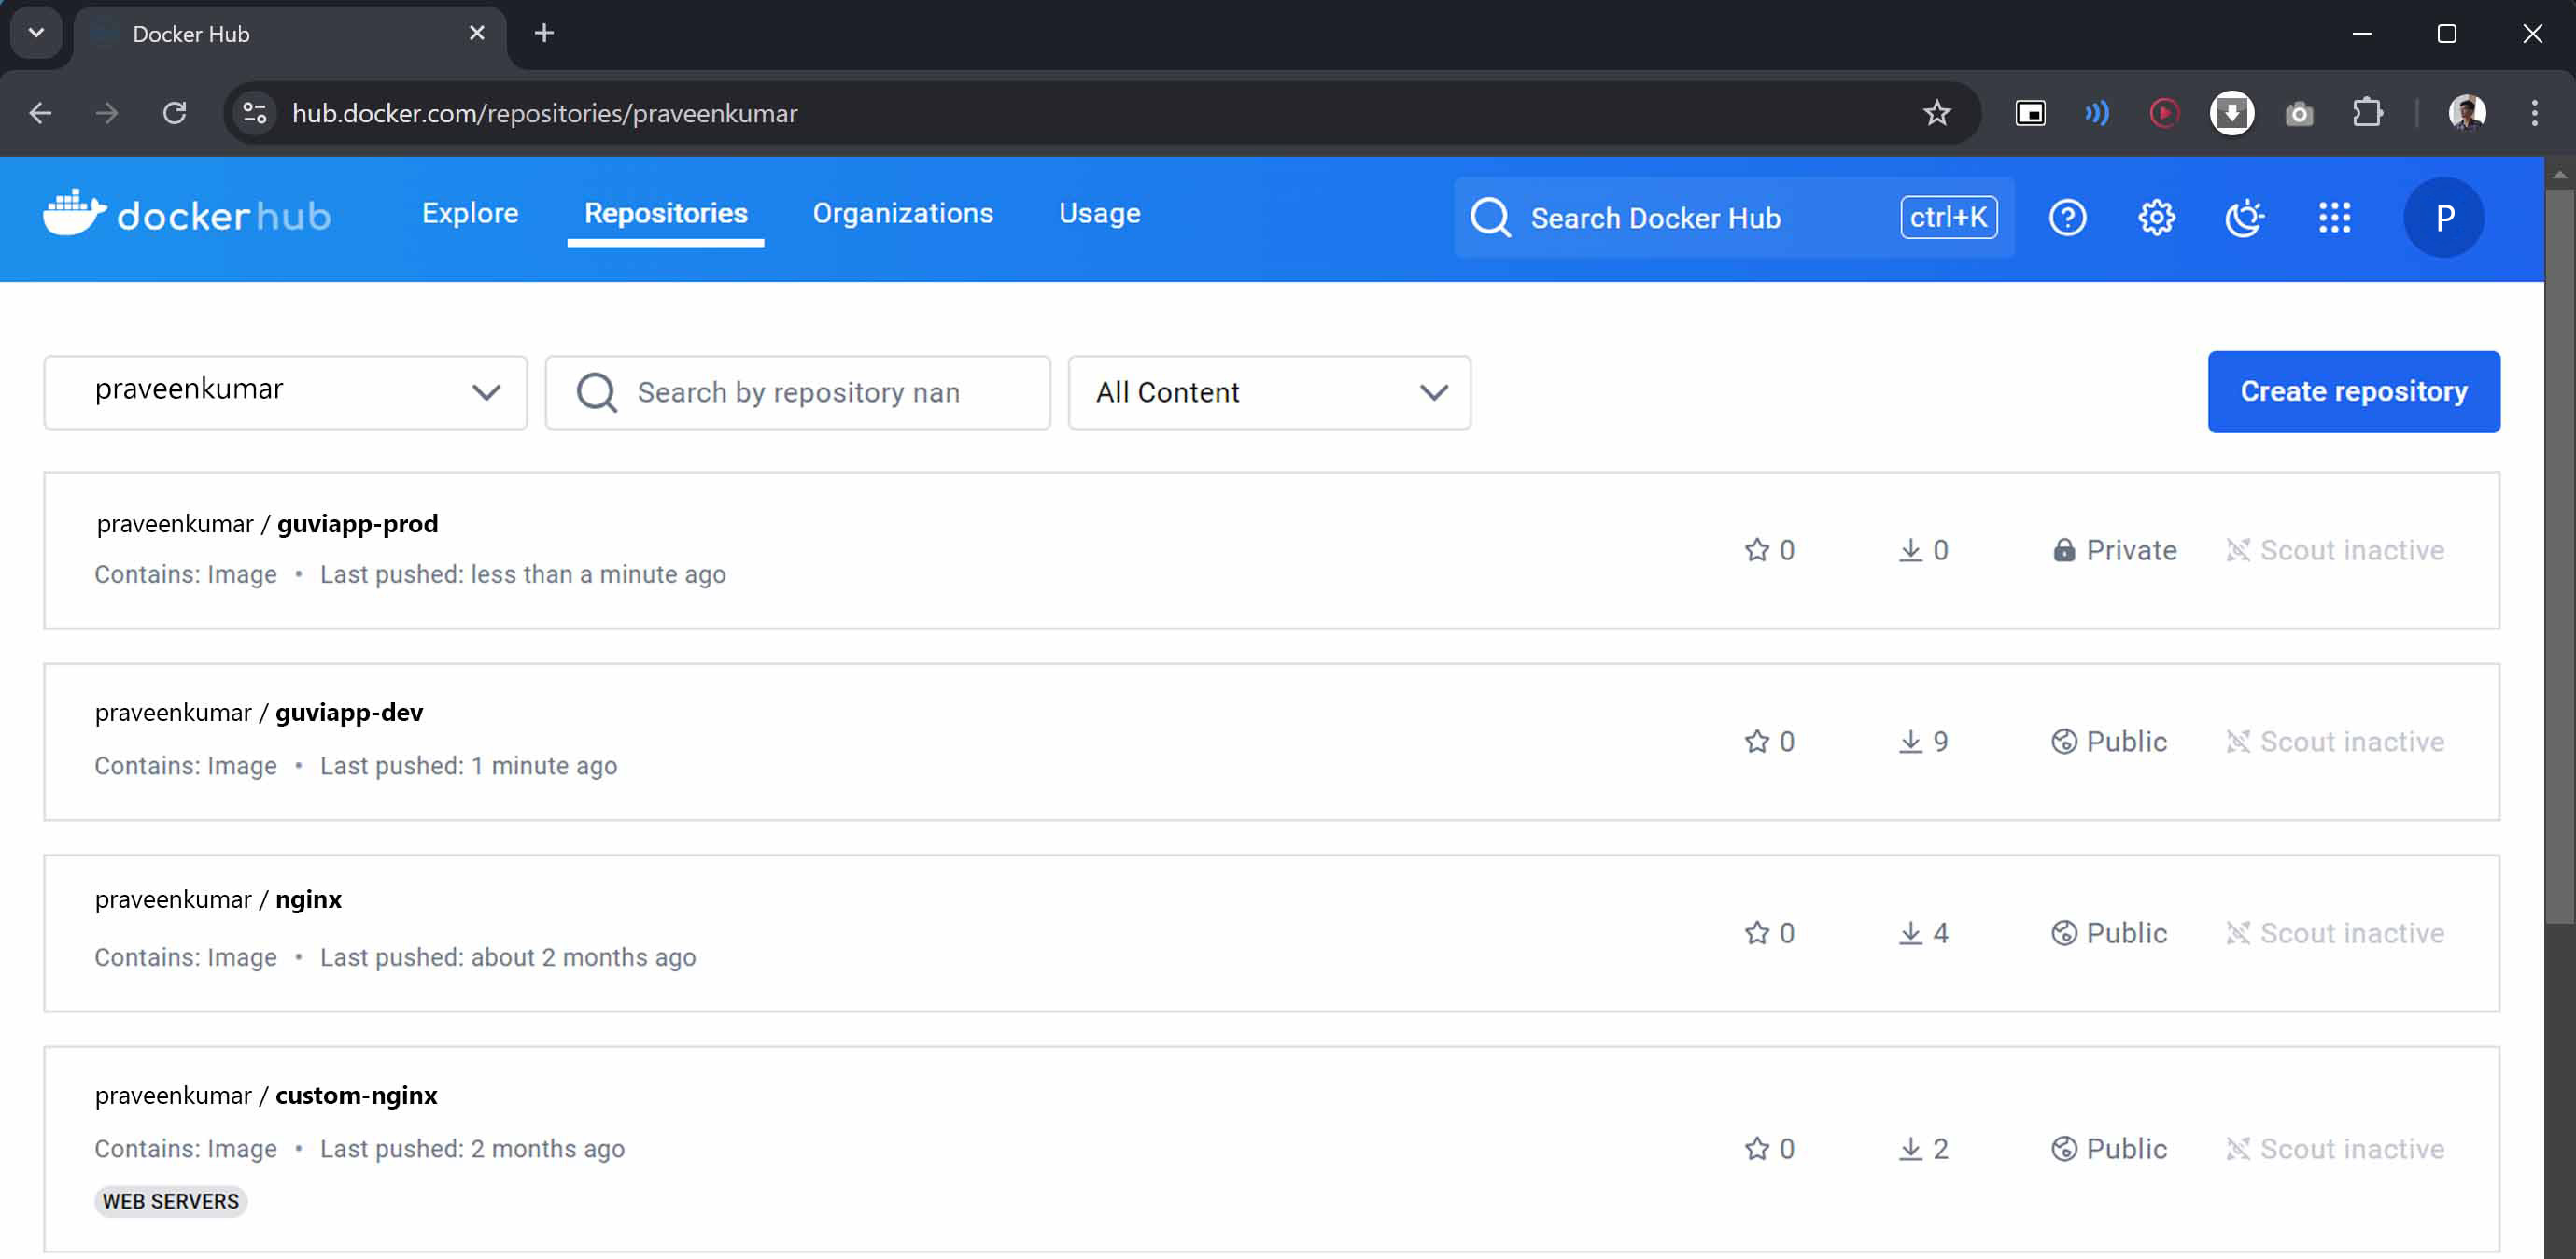 Docker Hub
hub.docker.com/repositories/praveenkumar
docker hub
Explore Repositories Organizations Usage Search Docker Hub ctrl+K P
praveenkumar Search by repository nan All Content Create repository
praveenkumar / guviapp-prod
Contains: Image • Last pushed: less than a minute ago
0 0 Private Scout inactive
praveenkumar / guviapp-dev
Contains: Image • Last pushed: 1 minute ago
0 9 Public Scout inactive
praveenkumar / nginx
Contains: Image • Last pushed: about 2 months ago
0 4 Public Scout inactive
praveenkumar / custom-nginx
Contains: Image • Last pushed: 2 months ago
0 2 Public Scout inactive
WEB SERVERS